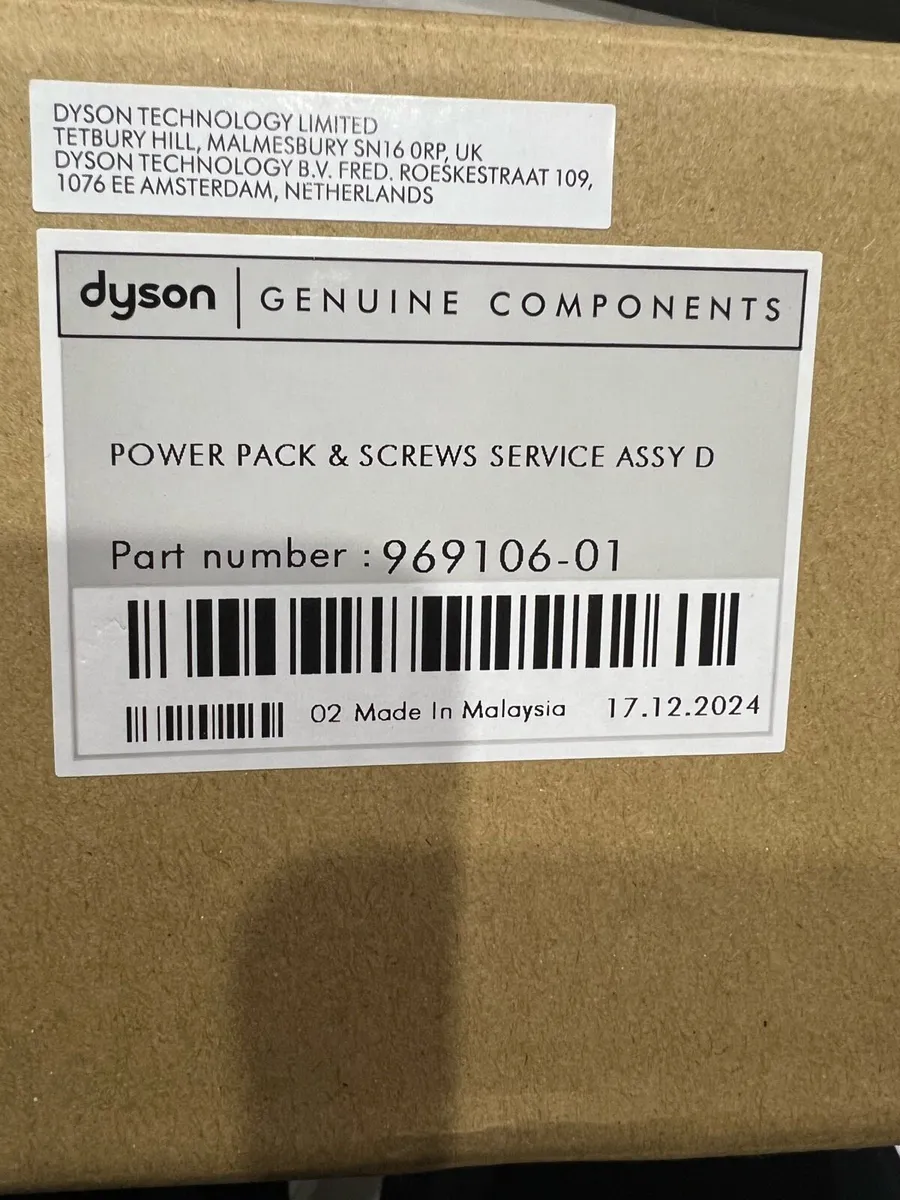 DYSON TECHNOLOGY LIMITED
TETBURY HILL, MALMESBURY SN16 0RP, UK
DYSON TECHNOLOGY B.V. FRED. ROESKESTRAAT 109,
1076 EE AMSTERDAM, NETHERLANDS
dyson | GENUINE COMPONENTS
POWER PACK & SCREWS SERVICE ASSY D
Part number : 969106-01
02 Made In Malaysia 17.12.2024